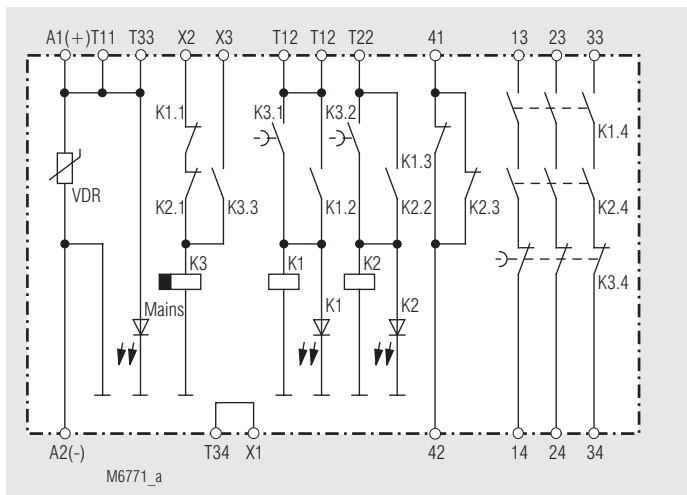 A1(+) T11 T33 X2 X3 T12 T12 T22 41 13 23 33
K1.1 K3.1 K3.2
K1.4
K1.3
VDR K2.1 K3.3 K1.2 K2.2 K2.3 K2.4
K3 K1 K2
K3.4
Mains K1 K2
A2(-) T34 X1 42 14 24 34
M6771_a